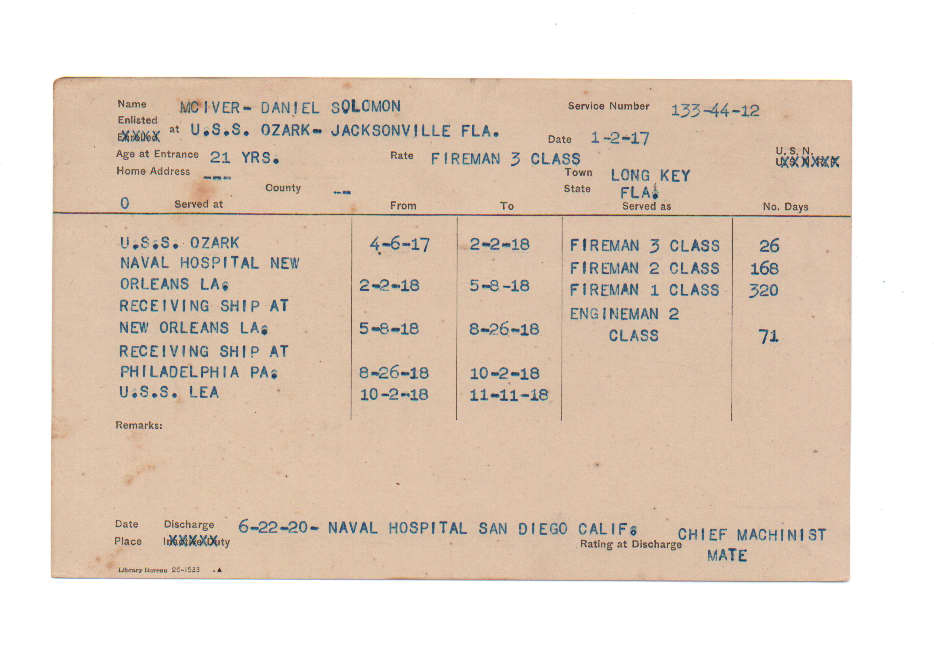 Name MCIVER- DANIEL SOLOMON Service Number 133-44-12
Enlisted
at U.S.S. OZARK- JACKSONVILLE FLA. Date 1-2-17
Age at Entrance 21 YRS. Rate FIREMAN 3 CLASS U.S.N.
Home Address --- Town LONG KEY
County -- State FLA.
O Served at From To Served as No. Days
U.S.S. OZARK 4-6-17 2-2-18 FIREMAN 3 CLASS 26
NAVAL HOSPITAL NEW FIREMAN 2 CLASS 168
ORLEANS LA. 2-2-18 5-8-18 FIREMAN 1 CLASS 320
RECEIVING SHIP AT ENGINEMAN 2
NEW ORLEANS LA. 5-8-18 8-26-18 CLASS 71
RECEIVING SHIP AT
PHILADELPHIA PA. 8-26-18 10-2-18
U.S.S. LEA 10-2-18 11-11-18
Remarks:
Date Discharge 6-22-20- NAVAL HOSPITAL SAN DIEGO CALIF. CHIEF MACHINIST
Place Rating at Discharge MATE
Library Bureau 26-1533